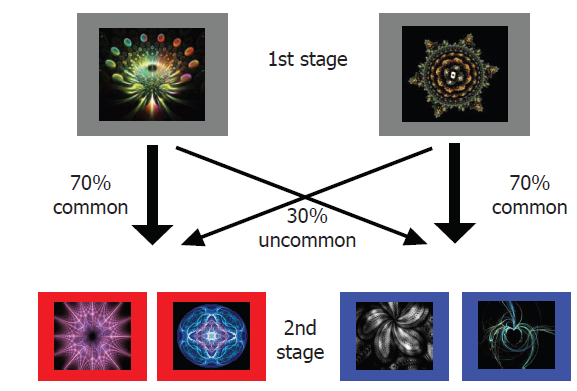 1st stage
70%
common
30%
uncommon
70%
common
2nd
stage